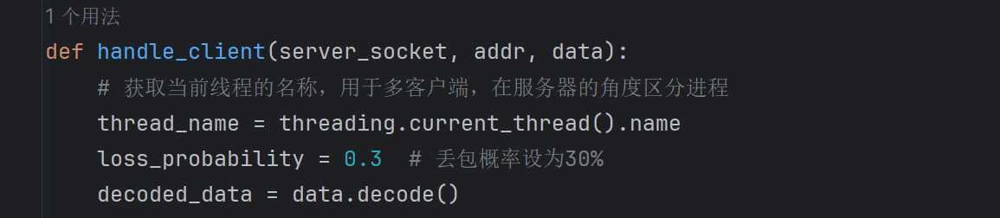 1 个用法
def handle_client(server_socket, addr, data):
    # 获取当前线程的名称，用于多客户端，在服务器的角度区分进程
    thread_name = threading.current_thread().name
    loss_probability = 0.3  # 丢包概率设为30%
    decoded_data = data.decode()